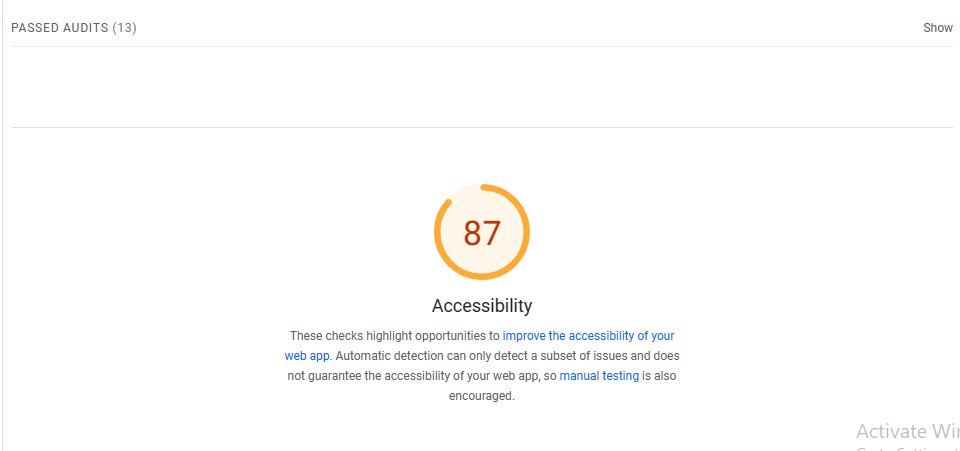 PASSED AUDITS (13) Show
87
Accessibility
These checks highlight opportunities to improve the accessibility of your
web app. Automatic detection can only detect a subset of issues and does
not guarantee the accessibility of your web app, so manual testing is also
encouraged.
Activate Win